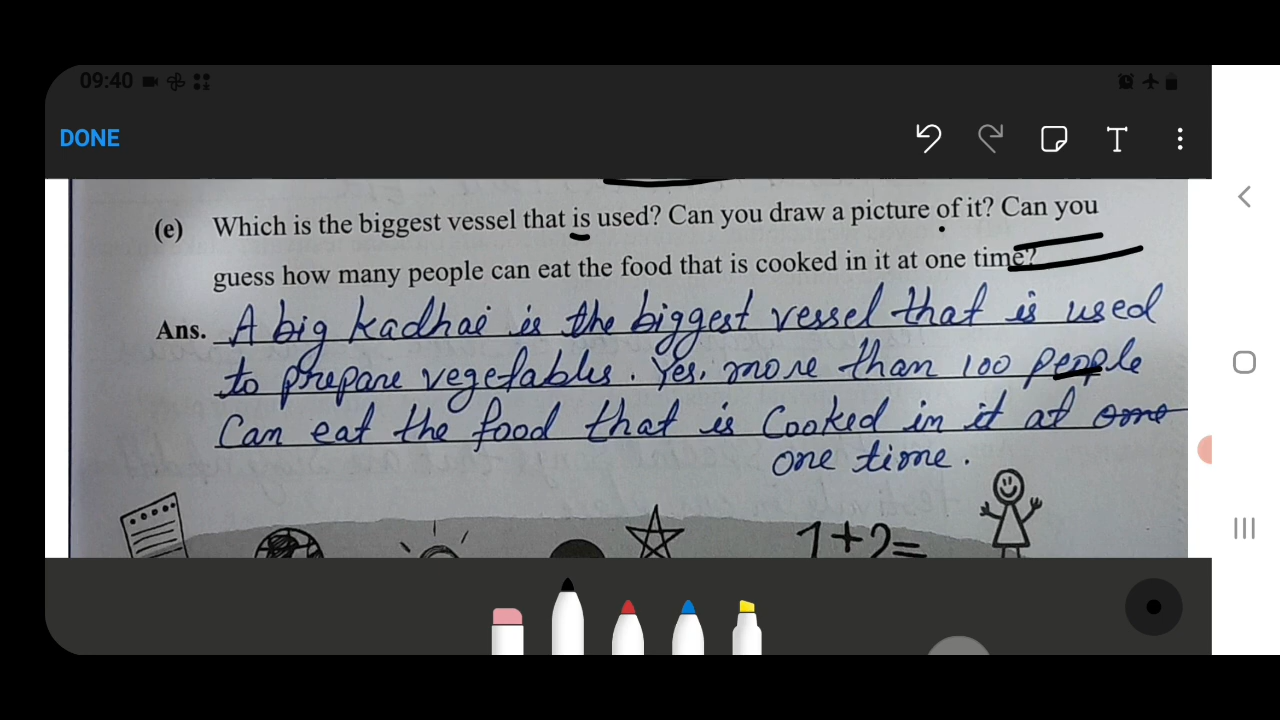 09:40
DONE
T
(e) Which is the biggest vessel that is used? Can you draw a picture of it? Can you
guess how many people can eat the food that is cooked in it at one time?
Ans. A big kadhai is the biggest vessel that is used
to prepare vegetables. Yes, more than 100 people
Can eat the food that is Cooked in it at one
one time.
1+2=